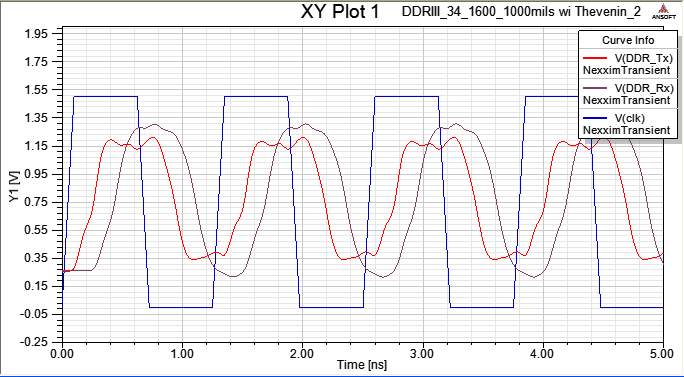 XY Plot 1
DDRIII_34_1600_1000mils wi Thevenin_2
ANSOFT
Curve Info
V(DDR_Tx)
NexximTransient
V(DDR_Rx)
NexximTransient
V(clk)
NexximTransient
Y1 [V]
1.95
1.75
1.55
1.35
1.15
0.95
0.75
0.55
0.35
0.15
-0.05
-0.25
0.00 1.00 2.00 3.00 4.00 5.00
Time [ns]